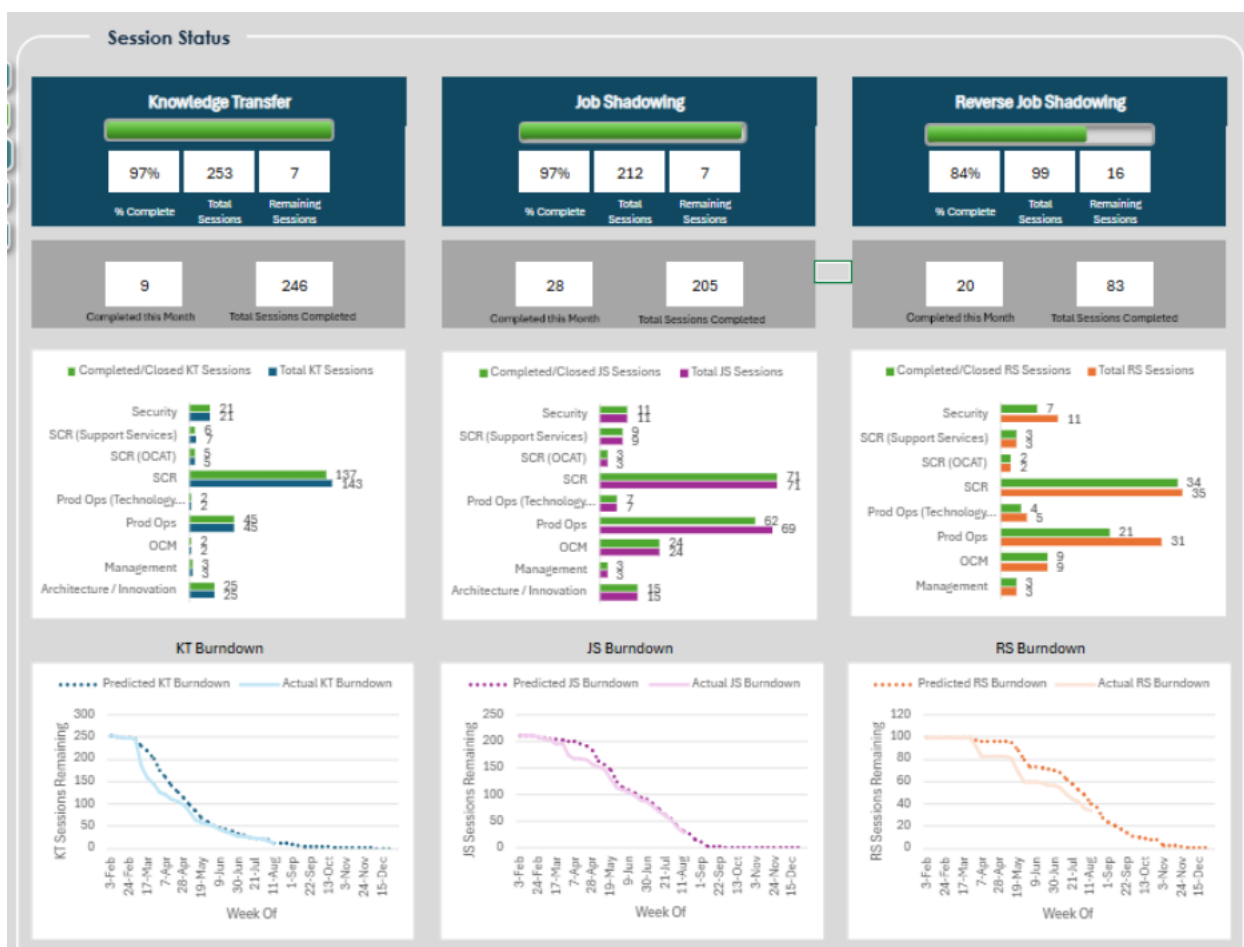 Session Status
Knowledge Transfer
97% 253 7
% Complete Total Sessions Remaining Sessions
9 246
Completed this Month Total Sessions Completed
Completed/Closed KT Sessions Total KT Sessions
Security 21 21
SCR (Support Services) 6 7
SCR (OCAT) 5 5
SCR 137 143
Prod Ops (Technology... 2 2
Prod Ops 45 45
OCM 2 2
Management 3 3
Architecture / Innovation 25 25
KT Burndown
Predicted KT Burndown Actual KT Burndown
KT Sessions Remaining
300
250
200
150
100
50
0
3-Feb 24-Feb 17-Mar 7-Apr 28-Apr 19-May 9-Jun 30-Jun 21-Jul 11-Aug 1-Sep 22-Sep 13-Oct 3-Nov 24-Nov 15-Dec
Week Of
Job Shadowing
97% 212 7
% Complete Total Sessions Remaining Sessions
28 205
Completed this Month Total Sessions Completed
Completed/Closed JS Sessions Total JS Sessions
Security 11 11
SCR (Support Services) 9 9
SCR (OCAT) 3 3
SCR 71 71
Prod Ops (Technology... 7 7
Prod Ops 62 69
OCM 24 24
Management 3 3
Architecture / Innovation 15 15
JS Burndown
Predicted JS Burndown Actual JS Burndown
JS Sessions Remaining
250
200
150
100
50
0
3-Feb 24-Feb 17-Mar 7-Apr 28-Apr 19-May 9-Jun 30-Jun 21-Jul 11-Aug 1-Sep 22-Sep 13-Oct 3-Nov 24-Nov 15-Dec
Week Of
Reverse Job Shadowing
84% 99 16
% Complete Total Sessions Remaining Sessions
20 83
Completed this Month Total Sessions Completed
Completed/Closed RS Sessions Total RS Sessions
Security 7 11
SCR (Support Services) 3 3
SCR (OCAT) 2 2
SCR 34 35
Prod Ops (Technology... 4 5
Prod Ops 21 31
OCM 9 9
Management 3 3
RS Burndown
Predicted RS Burndown Actual RS Burndown
RS Sessions Remaining
120
100
80
60
40
20
0
3-Feb 24-Feb 17-Mar 7-Apr 28-Apr 19-May 9-Jun 30-Jun 21-Jul 11-Aug 1-Sep 22-Sep 13-Oct 3-Nov 24-Nov 15-Dec
Week Of